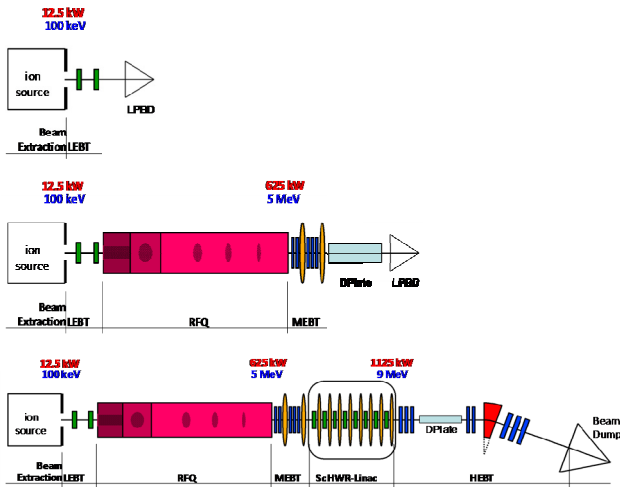 12.5 kW
100 keV
ion
source
LPBD
Beam
Extraction LEBT
12.5 kW
625 kW
100 keV
5 MeV
ion
source
DPlate
LPBD
Beam
Extraction LEBT
RFQ
MEBT
12.5 kW
625 kW
1125 kW
100 keV
5 MeV
9 MeV
ion
source
DPlate
Beam
Dump
Beam
Extraction LEBT
RFQ
MEBT
ScHWR-Linac
HEBT